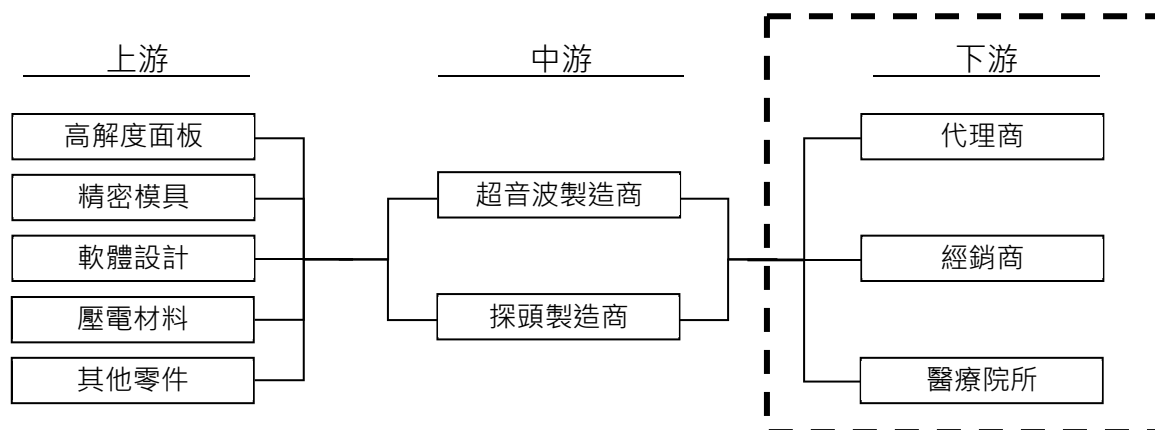 上游
中游
下游
高解度面板
精密模具
軟體設計
壓電材料
其他零件
超音波製造商
探頭製造商
代理商
經銷商
醫療院所